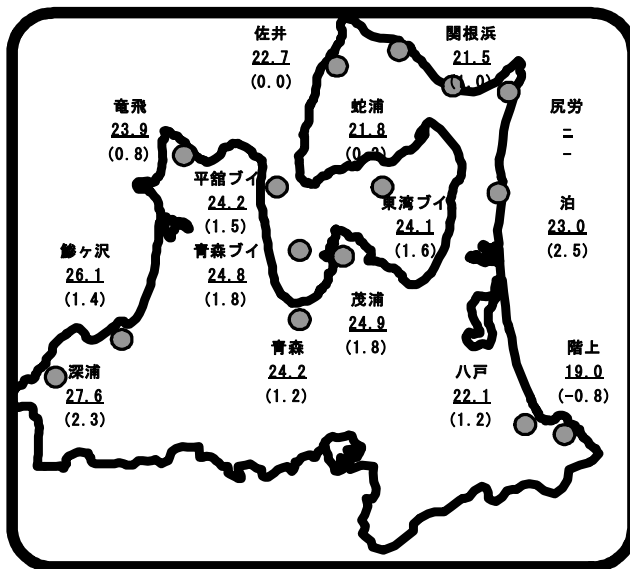 佐井
22.7
(0.0)
関根浜
21.5
(1.0)
竜飛
23.9
(0.8)
蛇浦
21.8
尻労
-
-
平舘ブイ
24.2
(1.5)
東湾ブイ
24.1
(1.6)
泊
23.0
(2.5)
鰺ヶ沢
26.1
(1.4)
青森ブイ
24.8
(1.8)
茂浦
24.9
(1.8)
青森
24.2
(1.2)
八戸
22.1
(1.2)
階上
19.0
(-0.8)
深浦
27.6
(2.3)